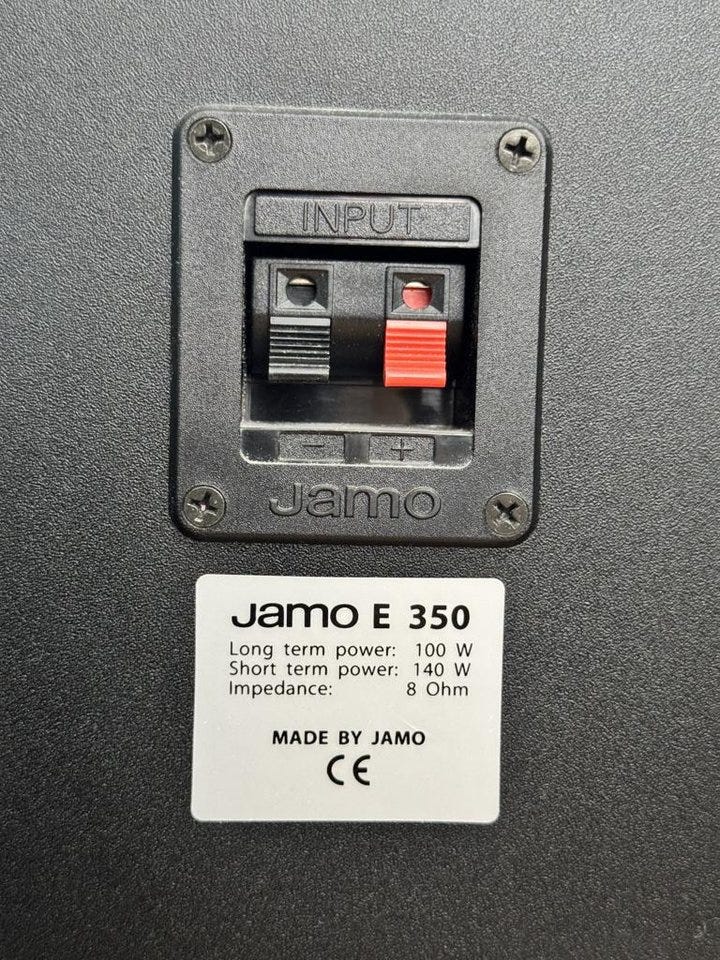 INPUT
- +
Jamo
Jamo E 350
Long term power: 100 W
Short term power: 140 W
Impedance: 8 Ohm
MADE BY JAMO
CE